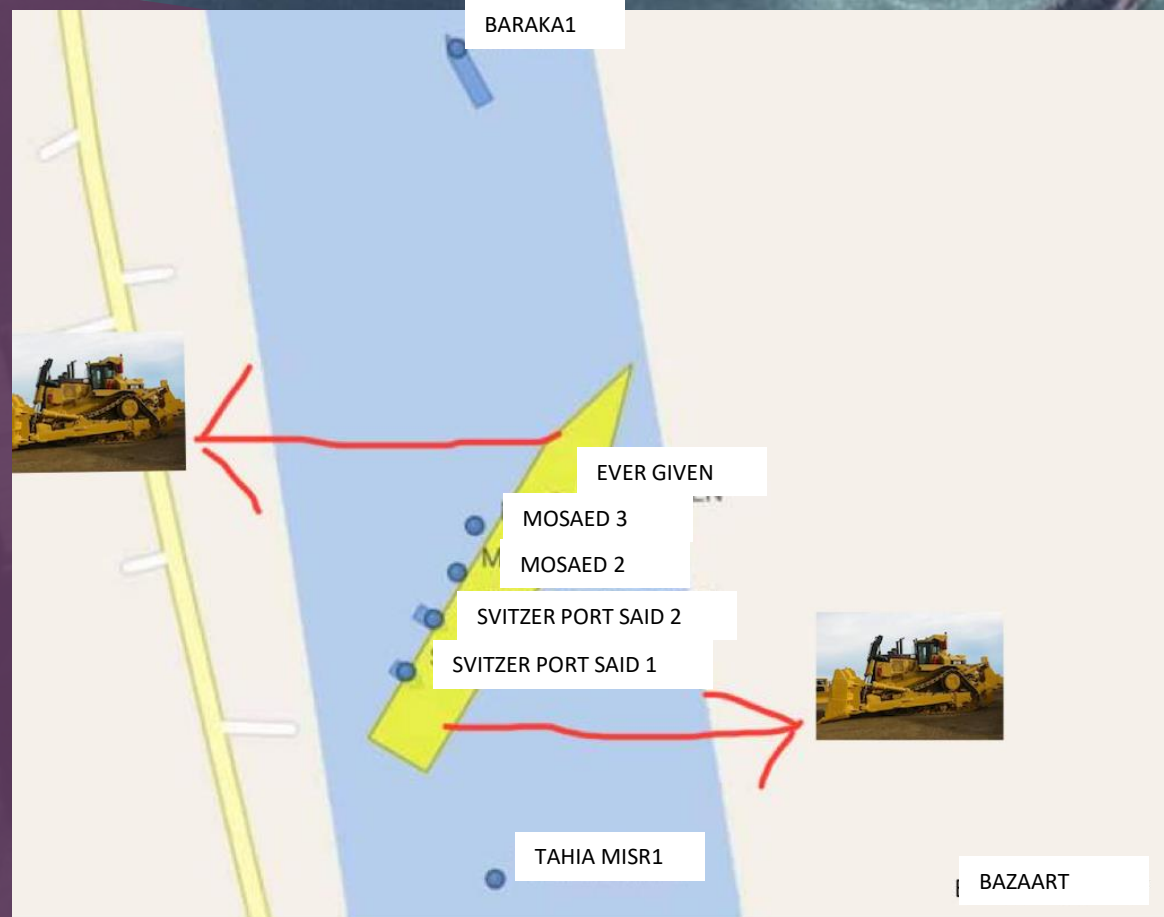 BARAKA1
EVER GIVEN
MOSAED 3
MOSAED 2
SVITZER PORT SAID 2
SVITZER PORT SAID 1
TAHIA MISR1
BAZAART